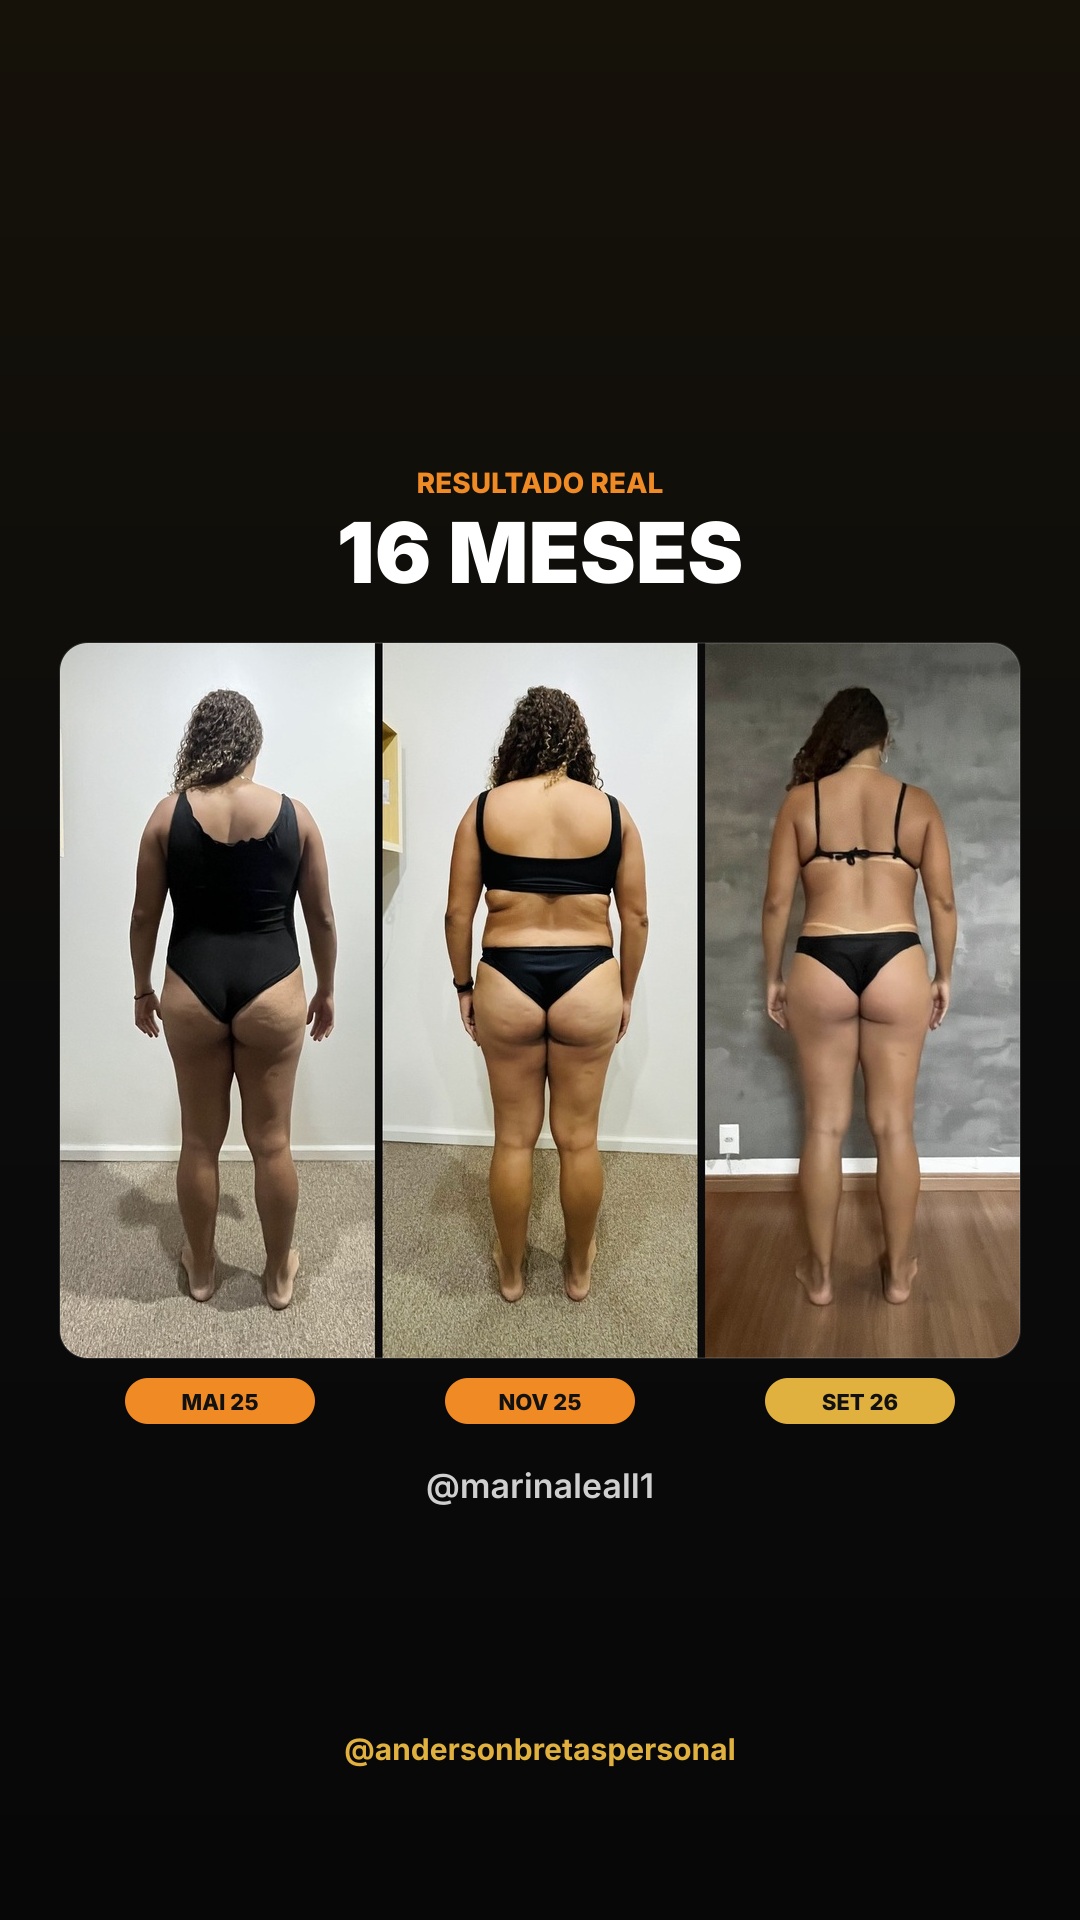 RESULTADO REAL
16 MESES
MAI 25
NOV 25
SET 26
@marinaleall1
@andersonbretaspersonal